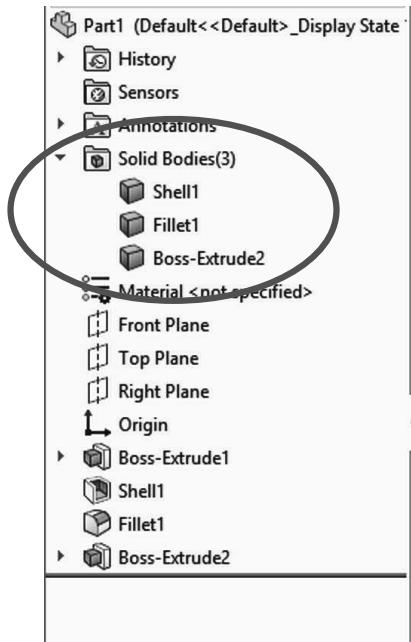 Part1 (Default<<Default>_Display State
History
Sensors
Annotations
Solid Bodies(3)
Shell1
Fillet1
Boss-Extrude2
Material <not specified>
Front Plane
Top Plane
Right Plane
Origin
Boss-Extrude1
Shell1
Fillet1
Boss-Extrude2